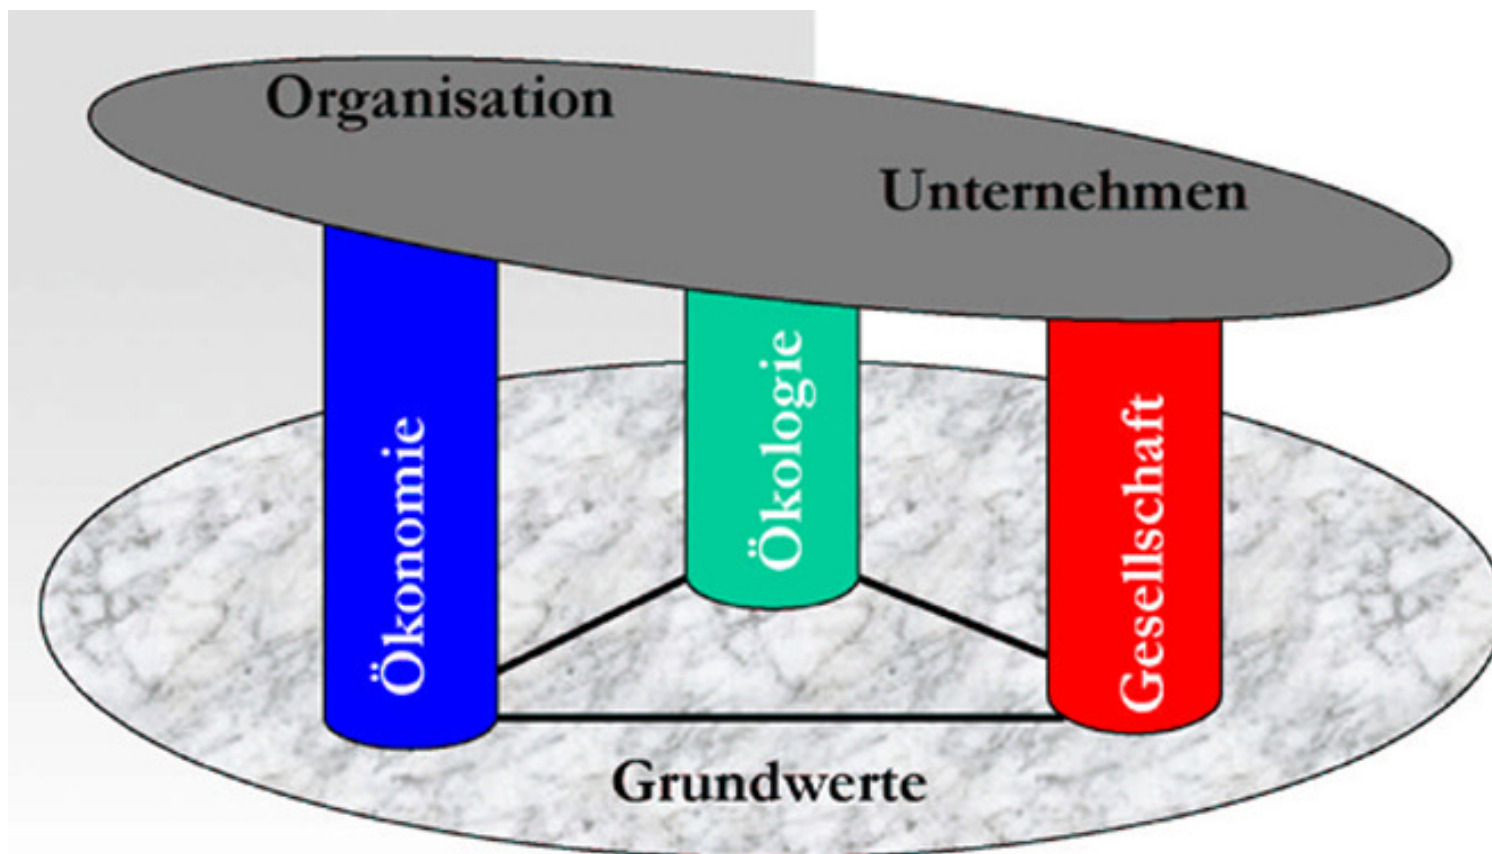 Organisation
Unternehmen
Ökonomie
Ökologie
Gesellschaft
Grundwerte